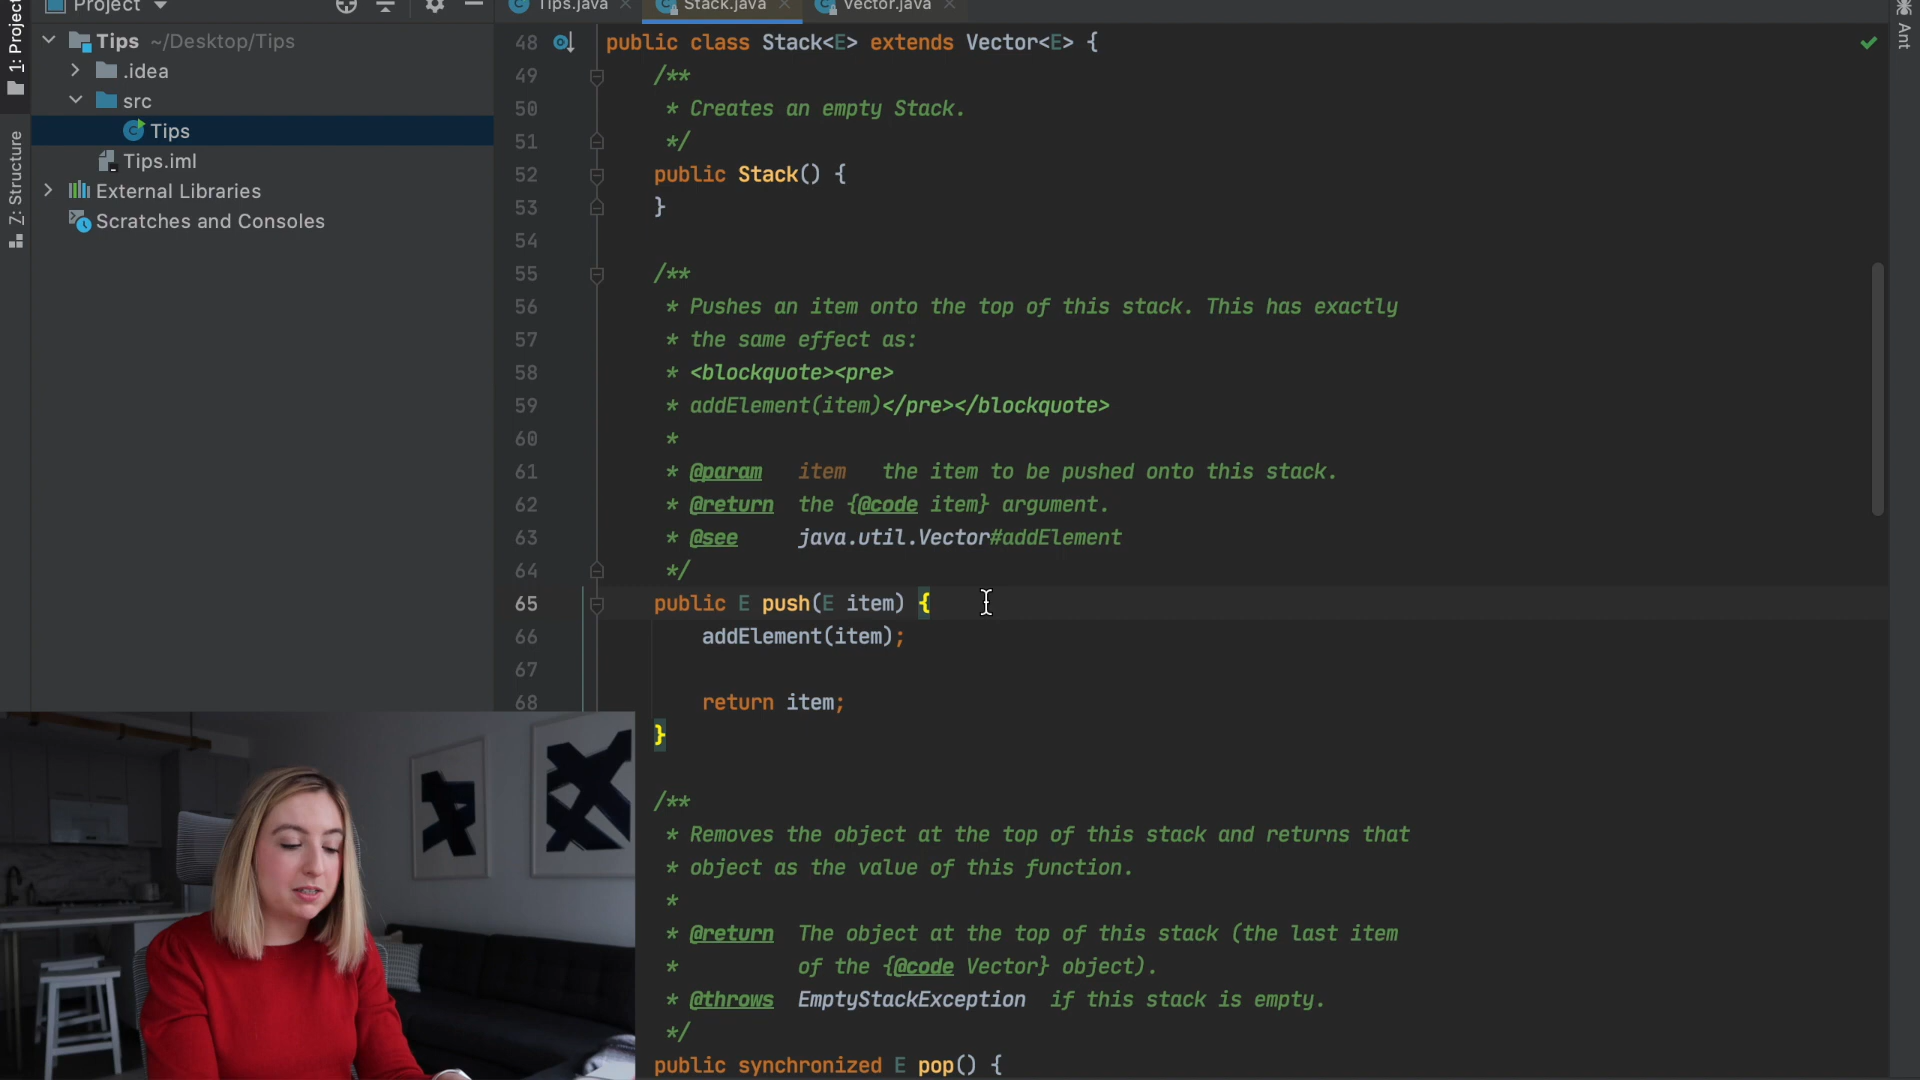 Project
Tips.java
Stack.java
Vector.java
1: Project
Z: Structure
Ant
Tips ~/Desktop/Tips
.idea
src
Tips
Tips.iml
External Libraries
Scratches and Consoles
48 public class Stack<E> extends Vector<E> {
49 /**
50 * Creates an empty Stack.
51 */
52 public Stack() {
53 }
54
55 /**
56 * Pushes an item onto the top of this stack. This has exactly
57 * the same effect as:
58 * <blockquote><pre>
59 * addElement(item)</pre></blockquote>
60 *
61 * @param item the item to be pushed onto this stack.
62 * @return the {@code item} argument.
63 * @see java.util.Vector#addElement
64 */
65 public E push(E item) {
66 addElement(item);
67
68 return item;
}
/**
* Removes the object at the top of this stack and returns that
* object as the value of this function.
*
* @return The object at the top of this stack (the last item
* of the {@code Vector} object).
* @throws EmptyStackException if this stack is empty.
*/
public synchronized E pop() {